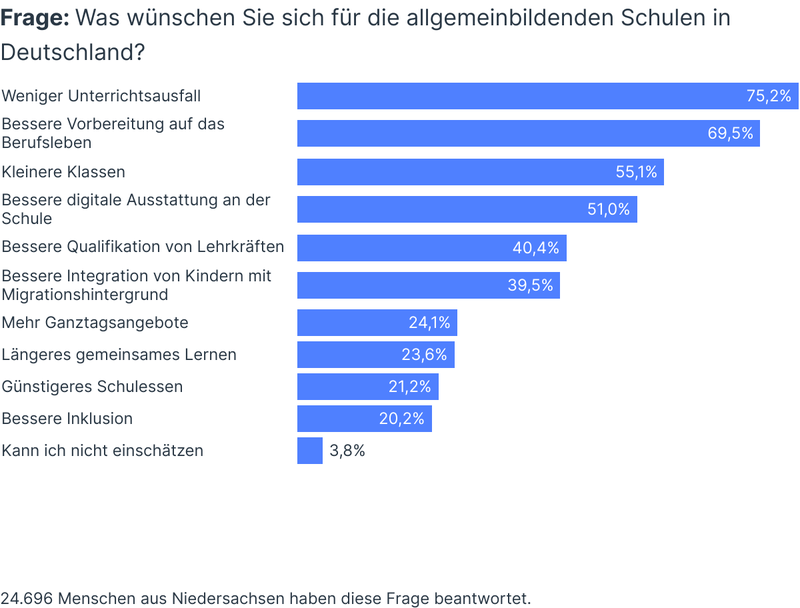 Frage: Was wünschen Sie sich für die allgemeinbildenden Schulen in
Deutschland?
Weniger Unterrichtsausfall 75,2%
Bessere Vorbereitung auf das
Berufsleben 69,5%
Kleinere Klassen 55,1%
Bessere digitale Ausstattung an der
Schule 51,0%
Bessere Qualifikation von Lehrkräften 40,4%
Bessere Integration von Kindern mit
Migrationshintergrund 39,5%
Mehr Ganztagsangebote 24,1%
Längeres gemeinsames Lernen 23,6%
Günstigeres Schulessen 21,2%
Bessere Inklusion 20,2%
Kann ich nicht einschätzen 3,8%
24.696 Menschen aus Niedersachsen haben diese Frage beantwortet.